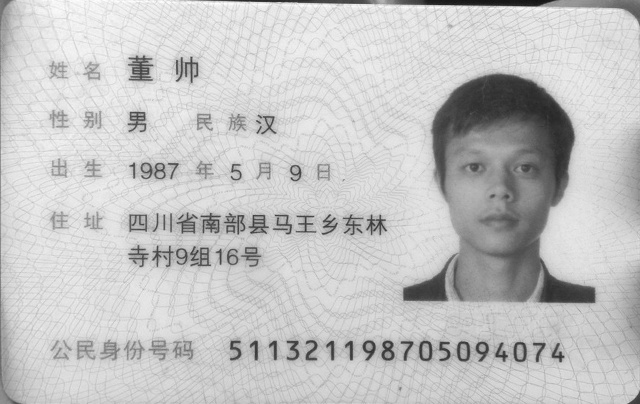 姓名 董帅
性别 男 民族 汉
出生 1987 年 5 月 9 日
住址 四川省南部县马王乡东林
寺村9组16号
公民身份号码 511321198705094074